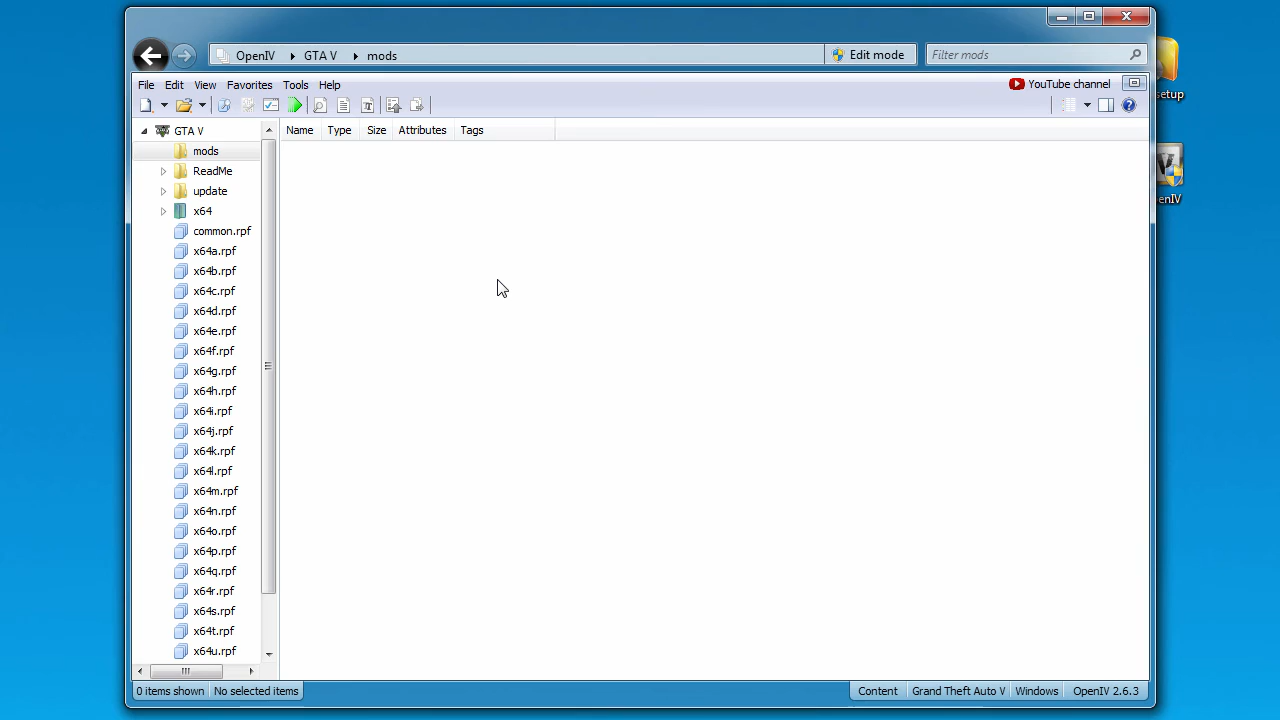 OpenIV GTA V mods Edit mode Filter mods
File Edit View Favorites Tools Help YouTube channel
setup
GTA V
mods
ReadMe
update
x64
common.rpf
x64a.rpf
x64b.rpf
x64c.rpf
x64d.rpf
x64e.rpf
x64f.rpf
x64g.rpf
x64h.rpf
x64i.rpf
x64j.rpf
x64k.rpf
x64l.rpf
x64m.rpf
x64n.rpf
x64o.rpf
x64p.rpf
x64q.rpf
x64r.rpf
x64s.rpf
x64t.rpf
x64u.rpf
Name Type Size Attributes Tags
enIV
0 items shown No selected items Content Grand Theft Auto V Windows OpenIV 2.6.3